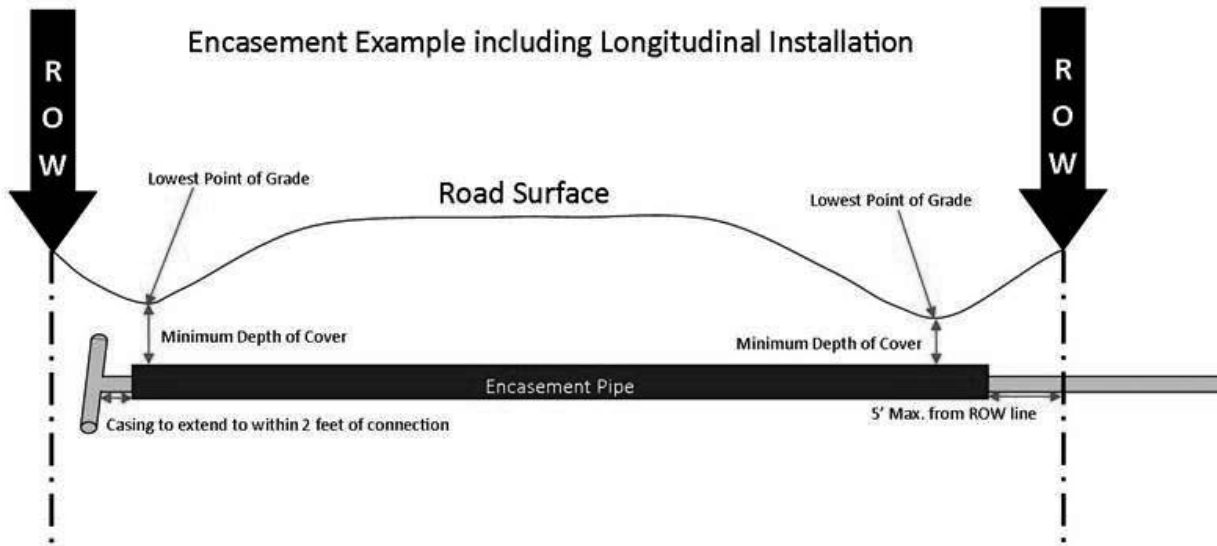 Encasement Example including Longitudinal Installation
ROW
ROW
Lowest Point of Grade
Road Surface
Lowest Point of Grade
Minimum Depth of Cover
Minimum Depth of Cover
Encasement Pipe
Casing to extend to within 2 feet of connection
5' Max. from ROW line